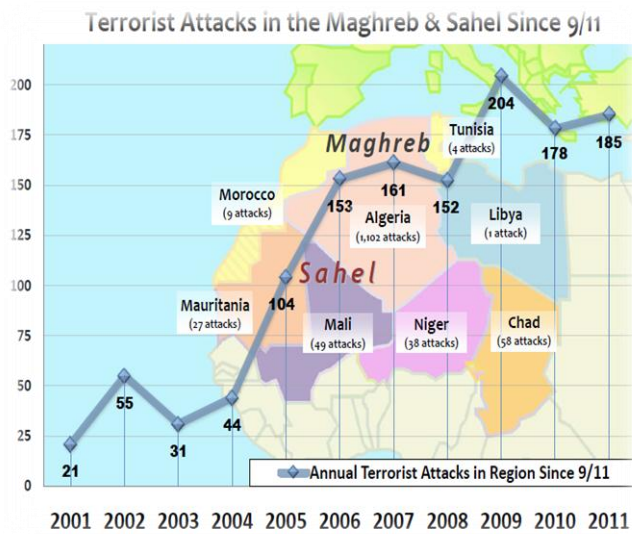 Terrorist Attacks in the Maghreb & Sahel Since 9/11
200
175
150
125
100
75
50
25
0
Maghreb
Sahel
Tunisia
(4 attacks)
Morocco
(9 attacks)
Algeria
(1,102 attacks)
Libya
(1 attack)
Mauritania
(27 attacks)
Mali
(49 attacks)
Niger
(38 attacks)
Chad
(58 attacks)
21
55
31
44
104
153
161
152
204
178
185
Annual Terrorist Attacks in Region Since 9/11
2001 2002 2003 2004 2005 2006 2007 2008 2009 2010 2011